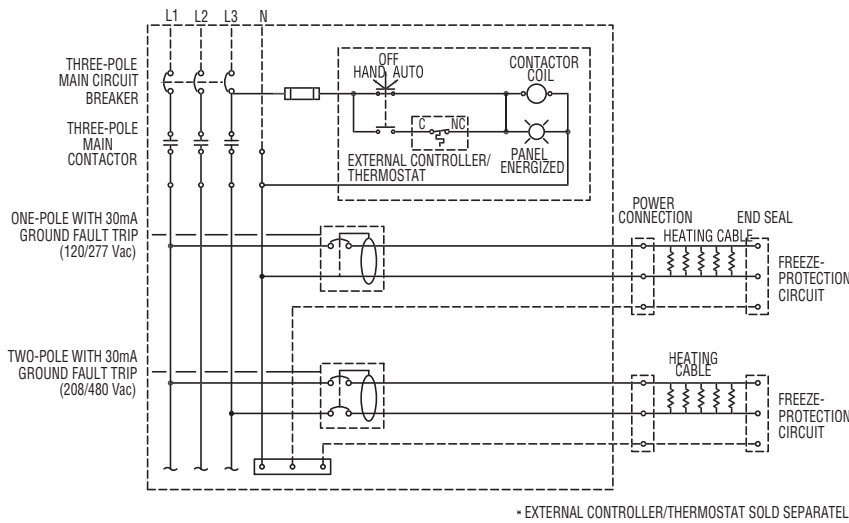 L1 L2 L3 N
THREE-POLE
MAIN CIRCUIT
BREAKER
THREE-POLE
MAIN
CONTACTOR
OFF
HAND AUTO
CONTACTOR
COIL
C NC
EXTERNAL CONTROLLER/
THERMOSTAT
PANEL
ENERGIZED
ONE-POLE WITH 30mA
GROUND FAULT TRIP
(120/277 Vac)
POWER
CONNECTION
END SEAL
HEATING CABLE
FREEZE-
PROTECTION
CIRCUIT
TWO-POLE WITH 30mA
GROUND FAULT TRIP
(208/480 Vac)
HEATING
CABLE
FREEZE-
PROTECTION
CIRCUIT
* EXTERNAL CONTROLLER/THERMOSTAT SOLD SEPARATEL